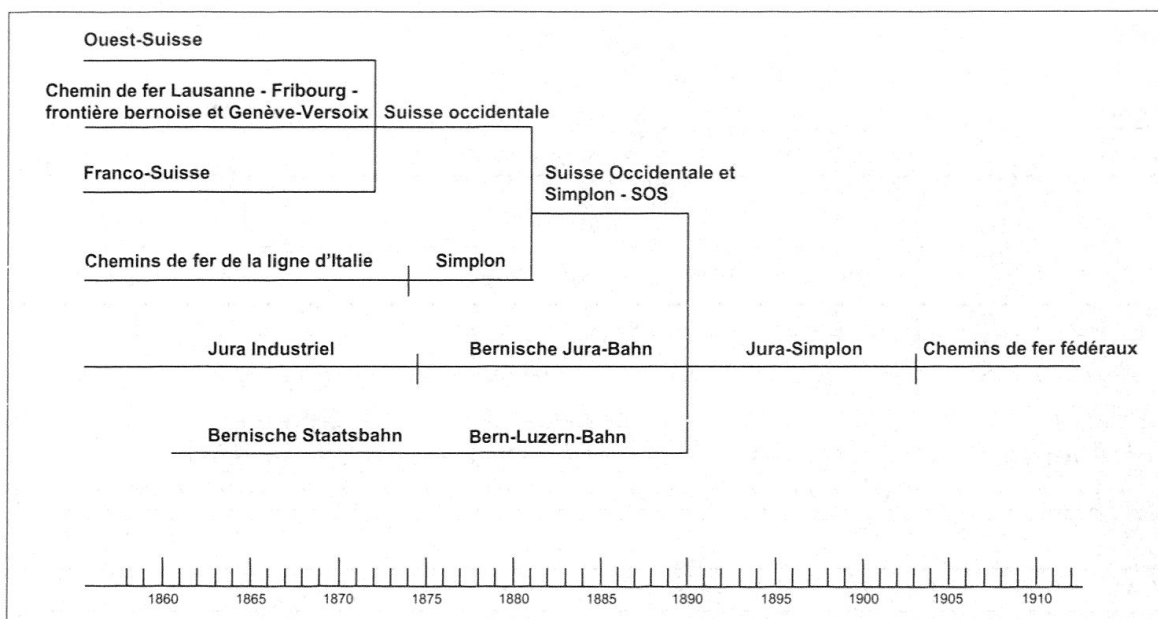 Ouest-Suisse
Chemin de fer Lausanne - Fribourg -
frontière bernoise et Genève-Versoix
Suisse occidentale
Franco-Suisse
Suisse Occidentale et
Simplon - SOS
Chemins de fer de la ligne d'Italie
Simplon
Jura Industriel
Bernische Jura-Bahn
Jura-Simplon
Chemins de fer fédéraux
Bernische Staatsbahn
Bern-Luzern-Bahn
1860 1865 1870 1875 1880 1885 1890 1895 1900 1905 1910